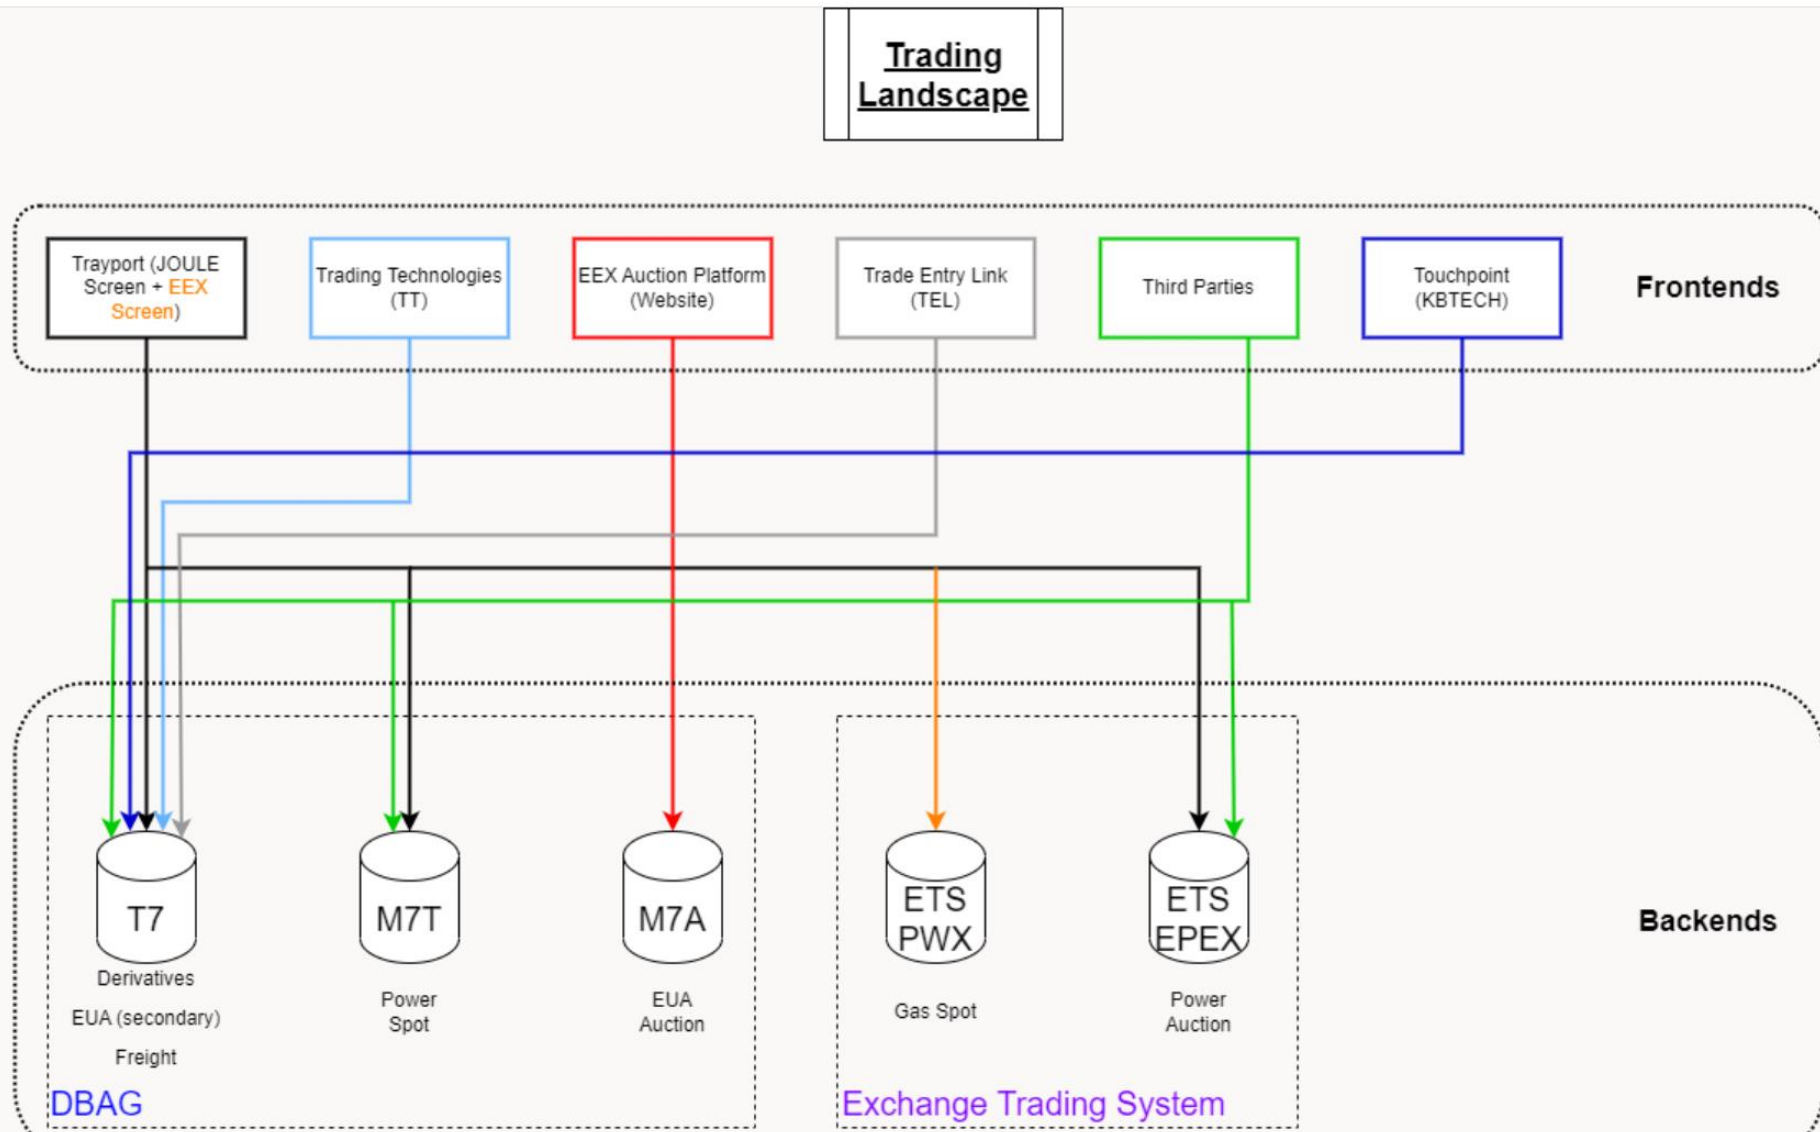 Trading
Landscape
Trayport (JOULE
Screen + EEX
Screen)
Trading Technologies
(TT)
EEX Auction Platform
(Website)
Trade Entry Link
(TEL)
Third Parties
Touchpoint
(KBTECH)
Frontends
T7
M7T
M7A
ETS
PWX
ETS
EPEX
Backends
Derivatives
EUA (secondary)
Freight
Power
Spot
EUA
Auction
Gas Spot
Power
Auction
DBAG
Exchange Trading System